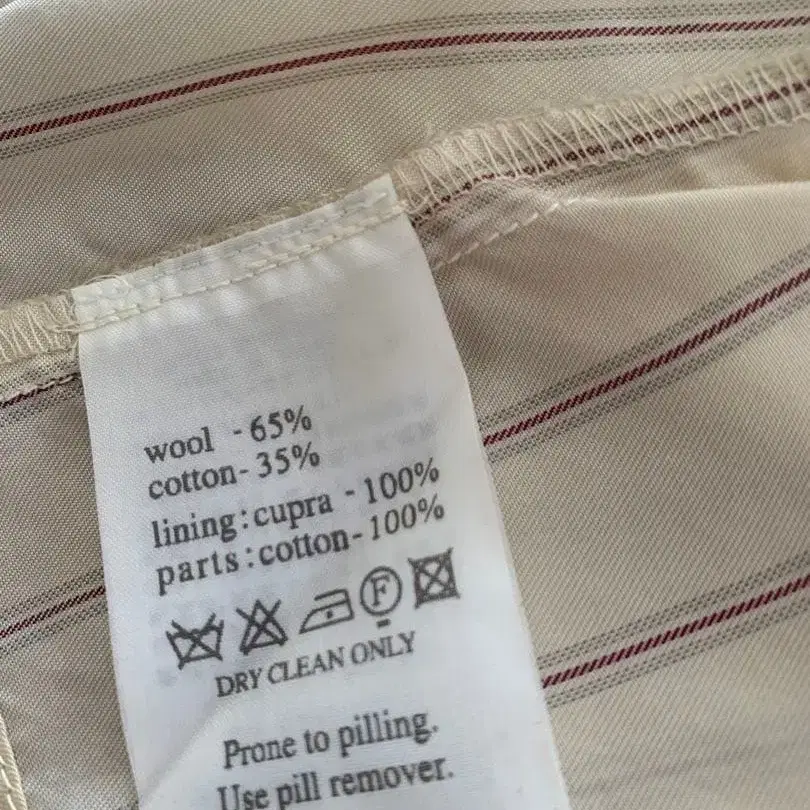 wool - 65%
cotton- 35%
lining:cupra - 100%
parts:cotton-100%
F
DRY CLEAN ONLY
Prone to pilling.
Use pill remover.